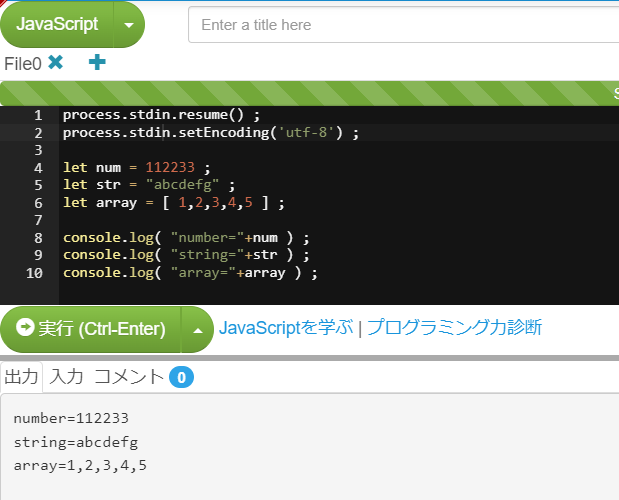 JavaScript
Enter a title here
File0
1 process.stdin.resume() ;
2 process.stdin.setEncoding('utf-8') ;
3
4 let num = 112233 ;
5 let str = "abcdefg" ;
6 let array = [ 1,2,3,4,5 ] ;
7
8 console.log( "number="+num ) ;
9 console.log( "string="+str ) ;
10 console.log( "array="+array ) ;
実行 (Ctrl-Enter) JavaScriptを学ぶ | プログラミング力診断
出力 入力 コメント 0
number=112233
string=abcdefg
array=1,2,3,4,5